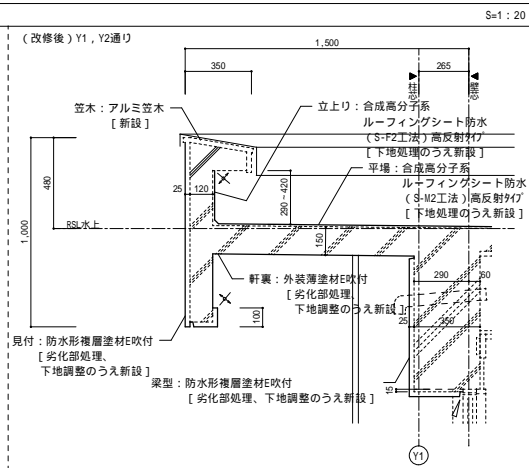 S=1：20
（改修後）Y1，Y2通り
1,500
350
265
柱芯
壁芯
笠木：アルミ笠木
[ 新設 ]
立上り：合成高分子系
ルーフィングシート防水
（S-F2工法）高反射ﾀｲﾌﾟ
[ 下地処理のうえ新設 ]
平場：合成高分子系
ルーフィングシート防水
（S-M2工法）高反射ﾀｲﾌﾟ
[ 下地処理のうえ新設 ]
480
1,000
25
120
290~420
RSL水上
150
軒裏：外装薄塗材E吹付
[ 劣化部処理、
下地調整のうえ新設 ]
290
60
25
350
100
見付：防水形複層塗材E吹付
[ 劣化部処理、
下地調整のうえ新設 ]
梁型：防水形複層塗材E吹付
[ 劣化部処理、下地調整のうえ新設 ]
15
Y1